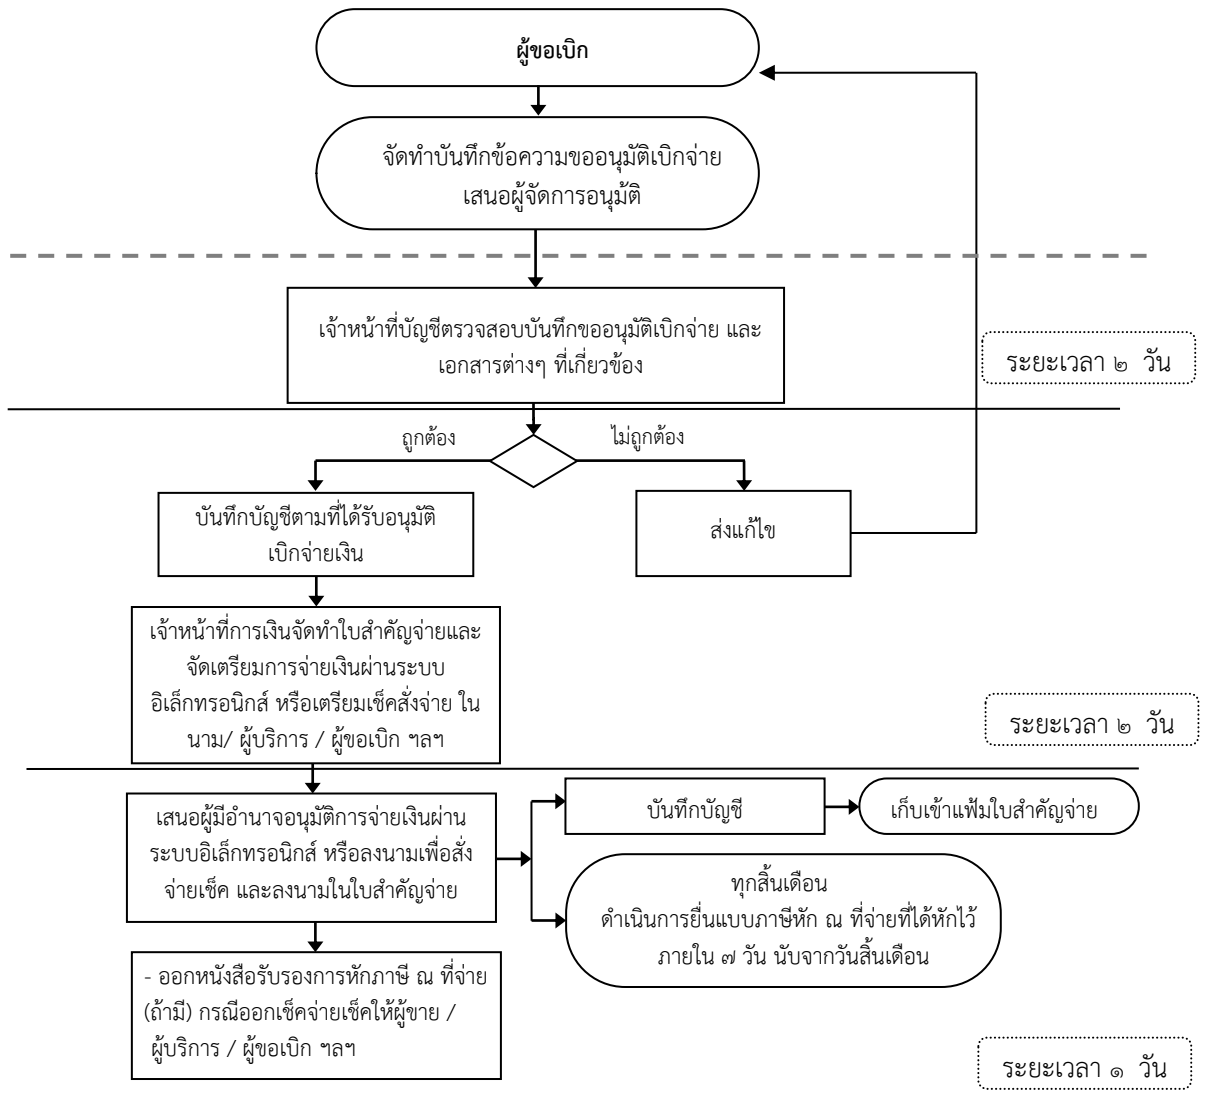 ผู้ขอเบิก
จัดทำบันทึกข้อความขออนุมัติเบิกจ่าย
เสนอผู้จัดการอนุมัติ
เจ้าหน้าที่บัญชีตรวจสอบบันทึกขออนุมัติเบิกจ่าย และ
เอกสารต่างๆ ที่เกี่ยวข้อง
ระยะเวลา ๒ วัน
ถูกต้อง
ไม่ถูกต้อง
บันทึกบัญชีตามที่ได้รับอนุมัติ
เบิกจ่ายเงิน
ส่งแก้ไข
เจ้าหน้าที่การเงินจัดทำใบสำคัญจ่ายและ
จัดเตรียมการจ่ายเงินผ่านระบบ
อิเล็กทรอนิกส์ หรือเตรียมเช็คสั่งจ่าย ใน
นาม/ ผู้บริการ / ผู้ขอเบิก ฯลฯ
ระยะเวลา ๒ วัน
เสนอผู้มีอำนาจอนุมัติการจ่ายเงินผ่าน
ระบบอิเล็กทรอนิกส์ หรือลงนามเพื่อสั่ง
จ่ายเช็ค และลงนามในใบสำคัญจ่าย
บันทึกบัญชี
เก็บเข้าแฟ้มใบสำคัญจ่าย
ทุกสิ้นเดือน
ดำเนินการยื่นแบบภาษีหัก ณ ที่จ่ายที่ได้หักไว้
ภายใน ๗ วัน นับจากวันสิ้นเดือน
- ออกหนังสือรับรองการหักภาษี ณ ที่จ่าย
(ถ้ามี) กรณีออกเช็คจ่ายเช็คให้ผู้ขาย /
ผู้บริการ / ผู้ขอเบิก ฯลฯ
ระยะเวลา ๑ วัน